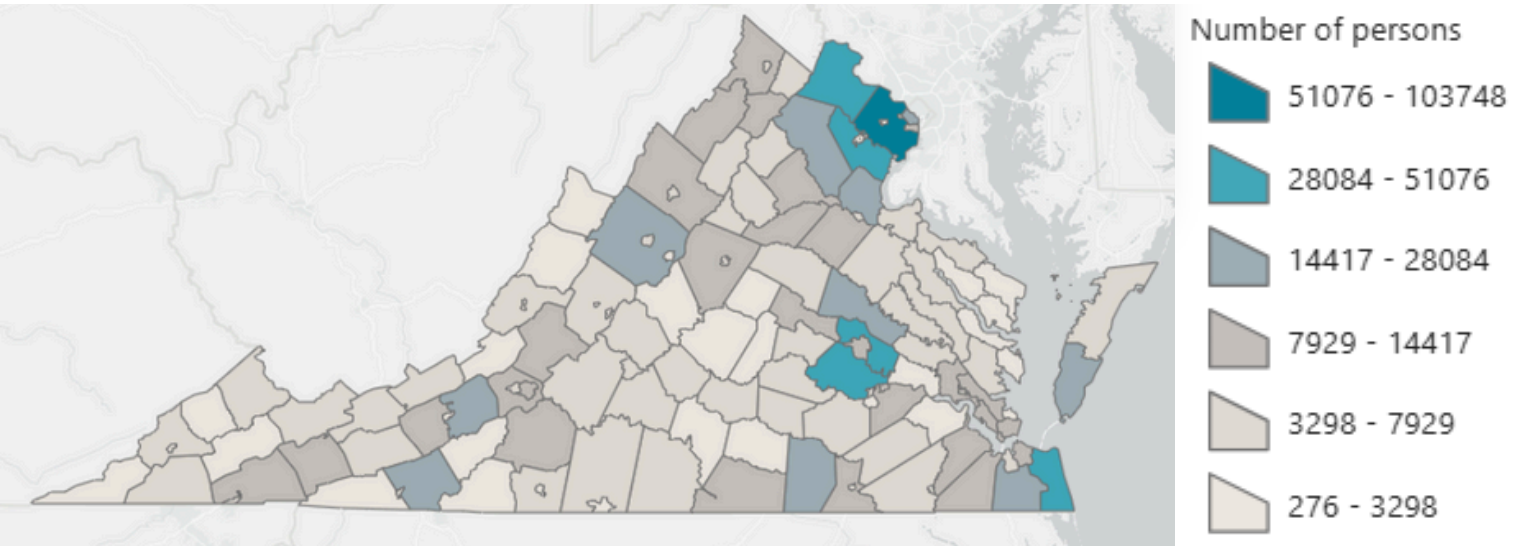 Number of persons
51076 - 103748
28084 - 51076
14417 - 28084
7929 - 14417
3298 - 7929
276 - 3298